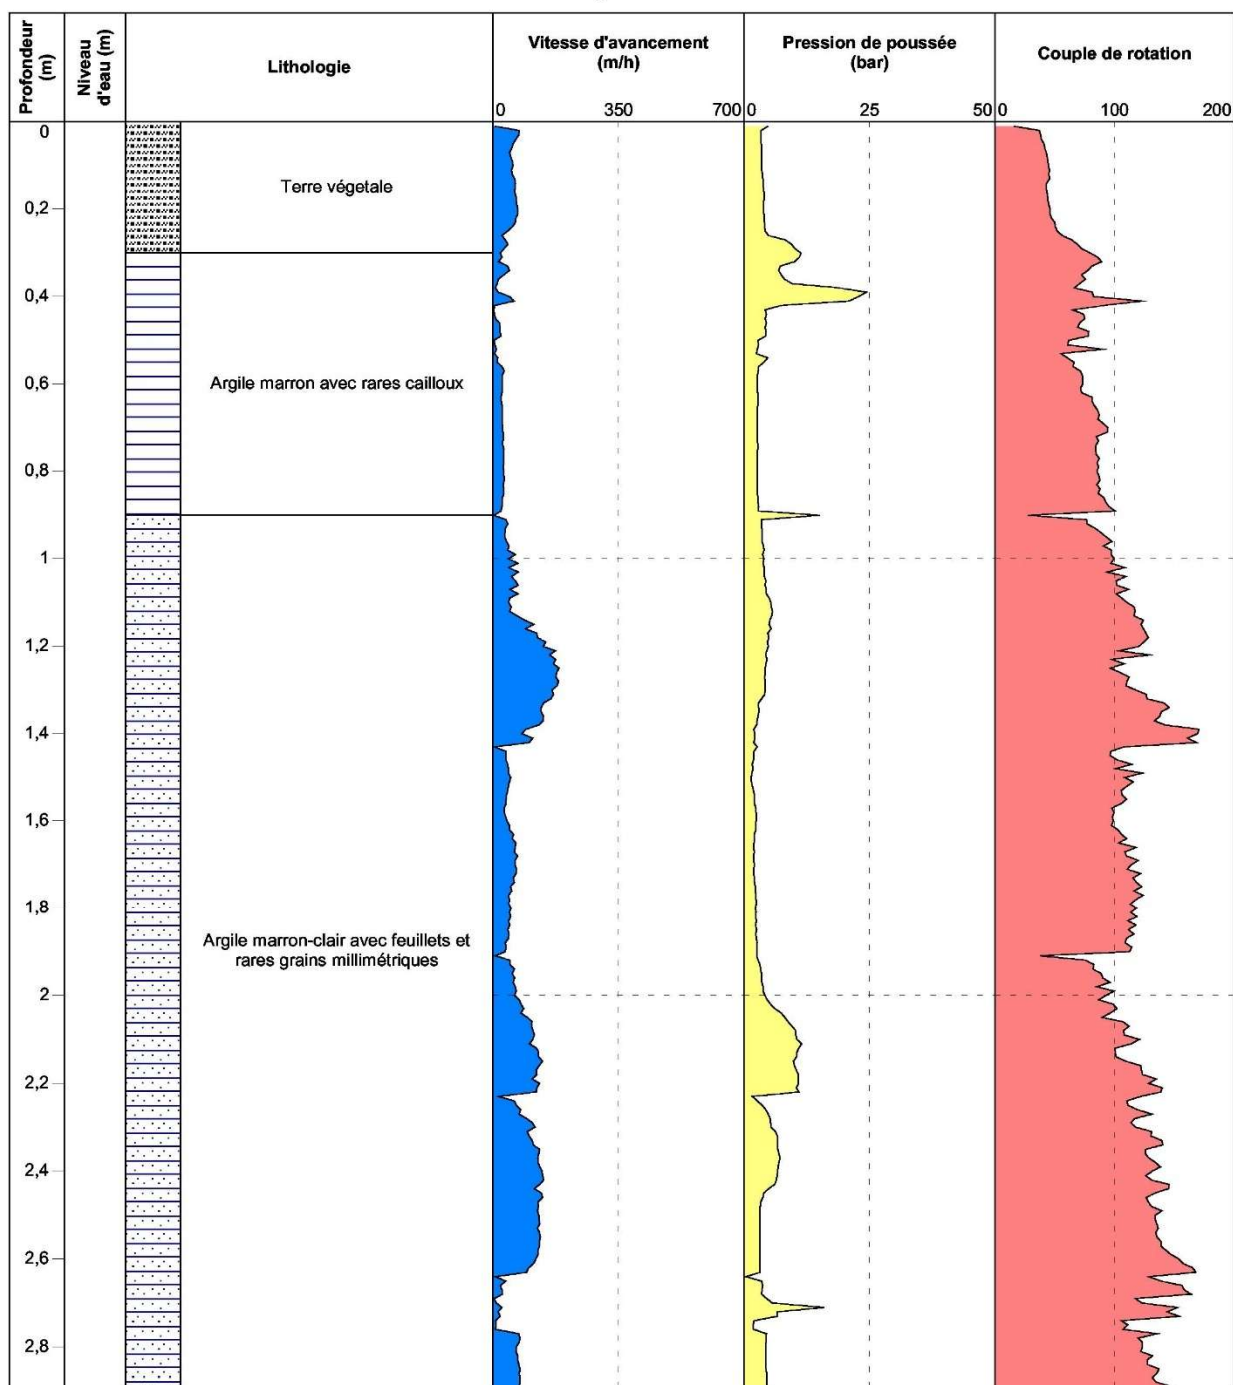 Profondeur
(m)
Niveau
d'eau (m)
Lithologie
Vitesse d'avancement
(m/h)
Pression de poussée
(bar)
Couple de rotation
0
350
700
0
25
50
0
100
200
0
0,2
0,4
0,6
0,8
1
1,2
1,4
1,6
1,8
2
2,2
2,4
2,6
2,8
Terre végetale
Argile marron avec rares cailloux
Argile marron-clair avec feuillets et
rares grains millimétriques